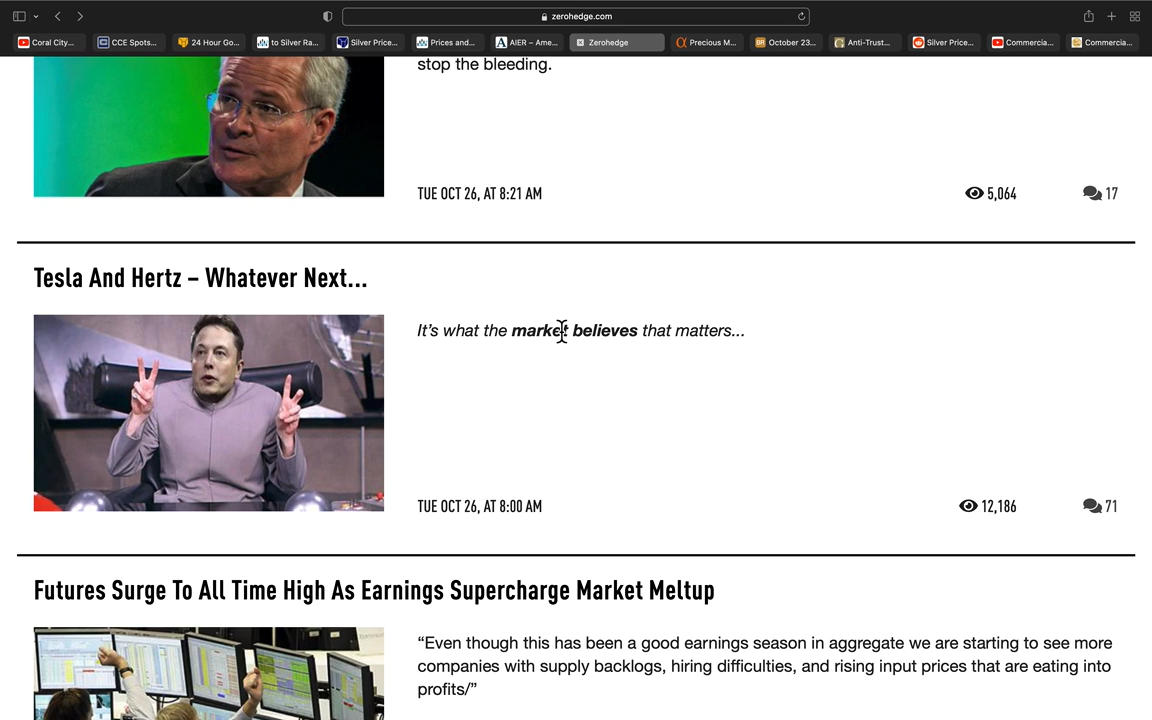 zerohedge.com
Coral City...
CCE Spots...
24 Hour Go...
to Silver Ra...
Silver Price...
Prices and...
AIER – Ame...
Zerohedge
Precious M...
October 23...
Anti-Trust...
Silver Price...
Commercia...
Commercia...
stop the bleeding.
TUE OCT 26, AT 8:21 AM 5,064 17
Tesla And Hertz – Whatever Next...
It's what the market believes that matters...
TUE OCT 26, AT 8:00 AM 12,186 71
Futures Surge To All Time High As Earnings Supercharge Market Meltup
“Even though this has been a good earnings season in aggregate we are starting to see more
companies with supply backlogs, hiring difficulties, and rising input prices that are eating into
profits/”